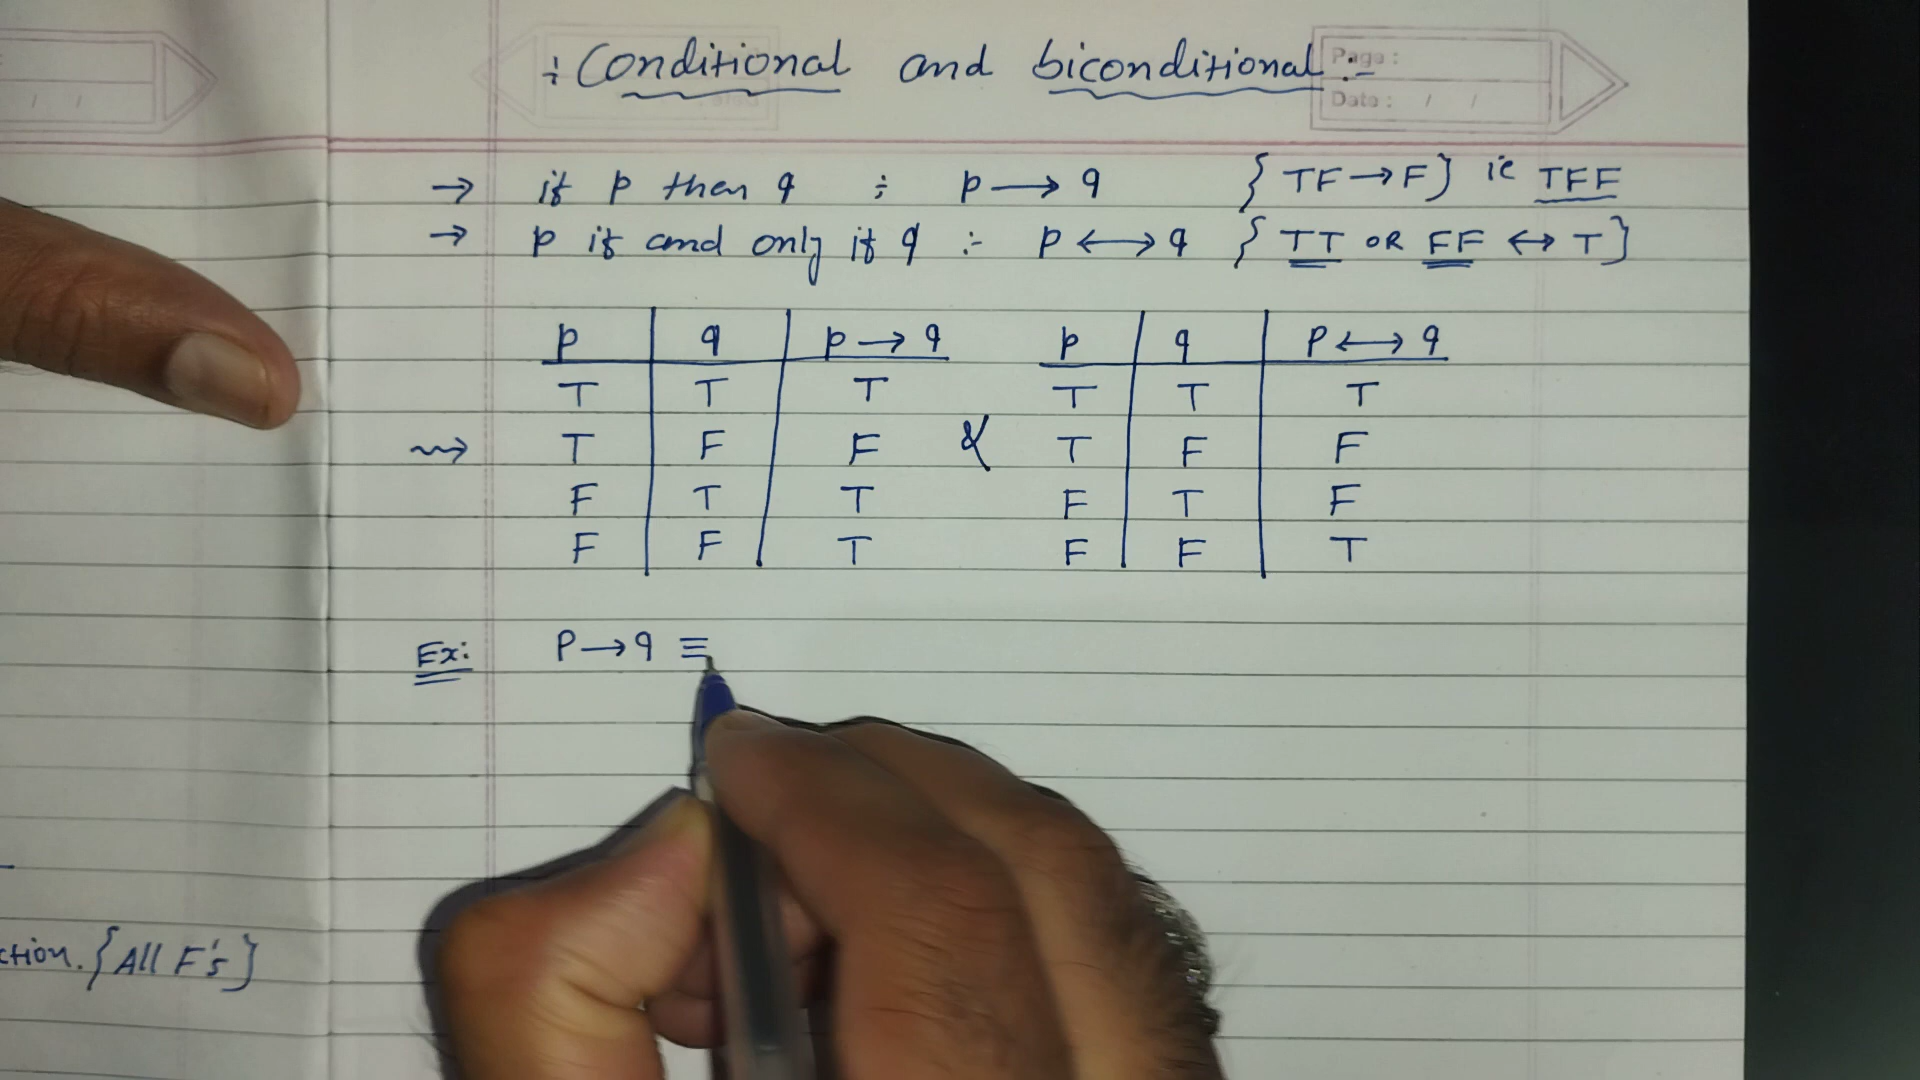 ÷ Conditional and biconditional :-
Page :
Date : / /
/ /
→ if p then q ÷ p → q { TF → F } ie TFF
→ p if and only if q :- p ↔ q { TT OR FF ↔ T }
p q p → q p q p ↔ q
T T T T T T
⇝ T F F & T F F
F T T F T F
F F T F F T
Ex: P → q ≡
ction. { All F's }